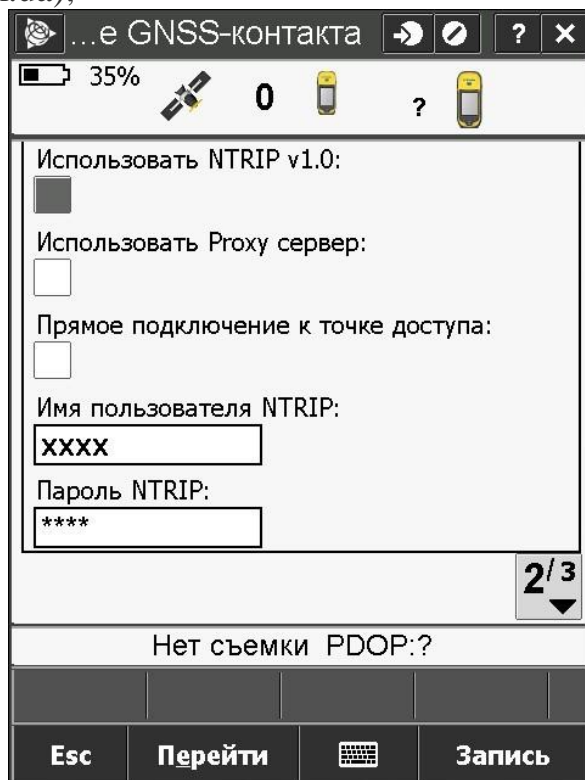 ...е GNSS-контакта ? ×
35% 0 ?
Использовать NTRIP v1.0:
Использовать Proxy сервер:
Прямое подключение к точке доступа:
Имя пользователя NTRIP:
xxxx
Пароль NTRIP:
****
2/3
Нет съемки PDOP:?
Esc Перейти Запись